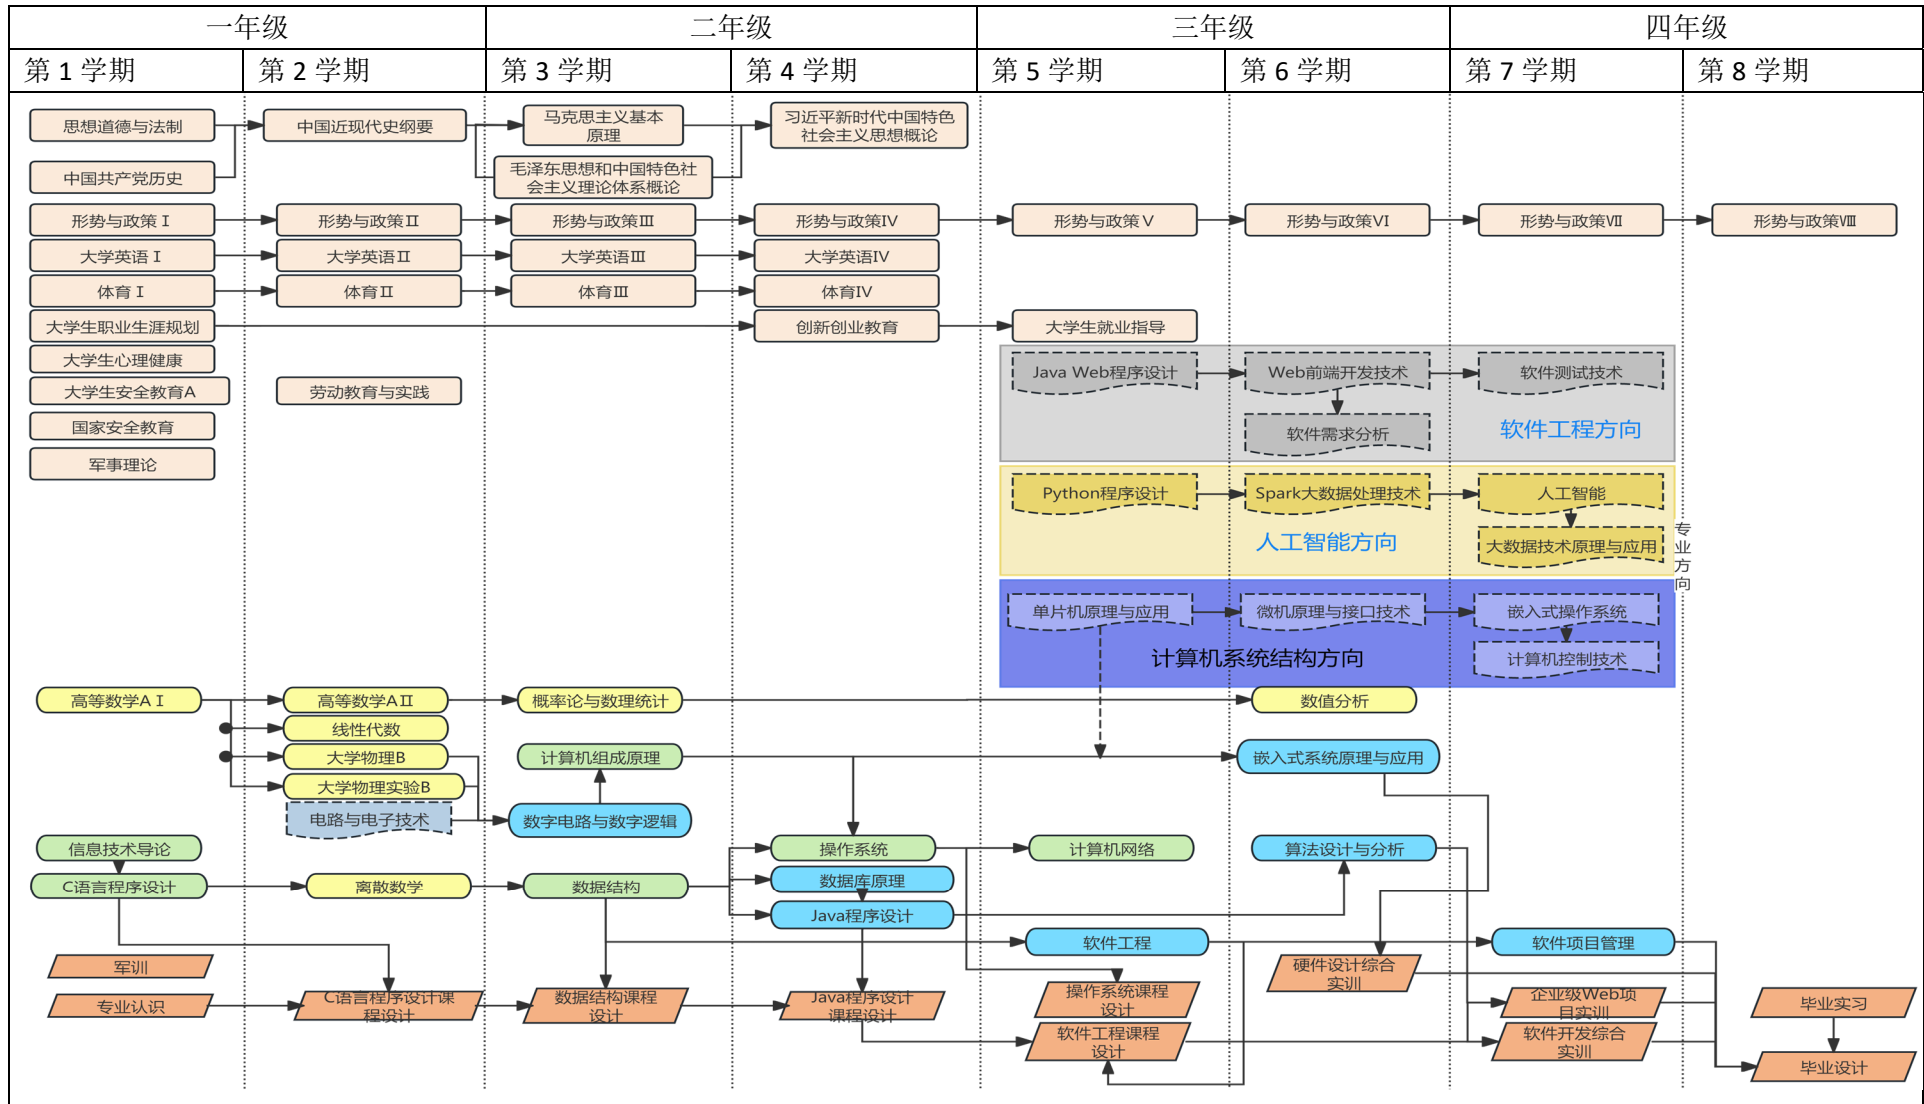 一年级
二年级
三年级
四年级
第 1 学期
第 2 学期
第 3 学期
第 4 学期
第 5 学期
第 6 学期
第 7 学期
第 8 学期
思想道德与法制
中国近现代史纲要
马克思主义基本
原理
习近平新时代中国特色
社会主义思想概论
中国共产党历史
毛泽东思想和中国特色社
会主义理论体系概论
形势与政策Ⅰ
形势与政策Ⅱ
形势与政策Ⅲ
形势与政策Ⅳ
形势与政策Ⅴ
形势与政策Ⅵ
形势与政策Ⅶ
形势与政策Ⅷ
大学英语Ⅰ
大学英语Ⅱ
大学英语Ⅲ
大学英语Ⅳ
体育Ⅰ
体育Ⅱ
体育Ⅲ
体育Ⅳ
大学生职业生涯规划
创新创业教育
大学生就业指导
大学生心理健康
大学生安全教育A
劳动教育与实践
国家安全教育
军事理论
Java Web程序设计
Web前端开发技术
软件测试技术
软件需求分析
软件工程方向
Python程序设计
Spark大数据处理技术
人工智能
大数据技术原理与应用
人工智能方向
专
业
方
向
单片机原理与应用
微机原理与接口技术
嵌入式操作系统
计算机控制技术
计算机系统结构方向
高等数学AⅠ
高等数学AⅡ
概率论与数理统计
数值分析
线性代数
大学物理B
计算机组成原理
嵌入式系统原理与应用
大学物理实验B
电路与电子技术
数字电路与数字逻辑
信息技术导论
操作系统
计算机网络
算法设计与分析
C语言程序设计
离散数学
数据结构
数据库原理
Java程序设计
软件工程
软件项目管理
军训
硬件设计综合
实训
专业认识
C语言程序设计课
程设计
数据结构课程
设计
Java程序设计
课程设计
操作系统课程
设计
企业级Web项
目实训
毕业实习
软件工程课程
设计
软件开发综合
实训
毕业设计